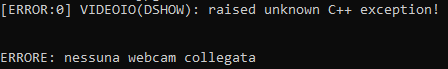 [ERROR:0] VIDEOIO(DSHOW): raised unknown C++ exception!
ERRORE: nessuna webcam collegata